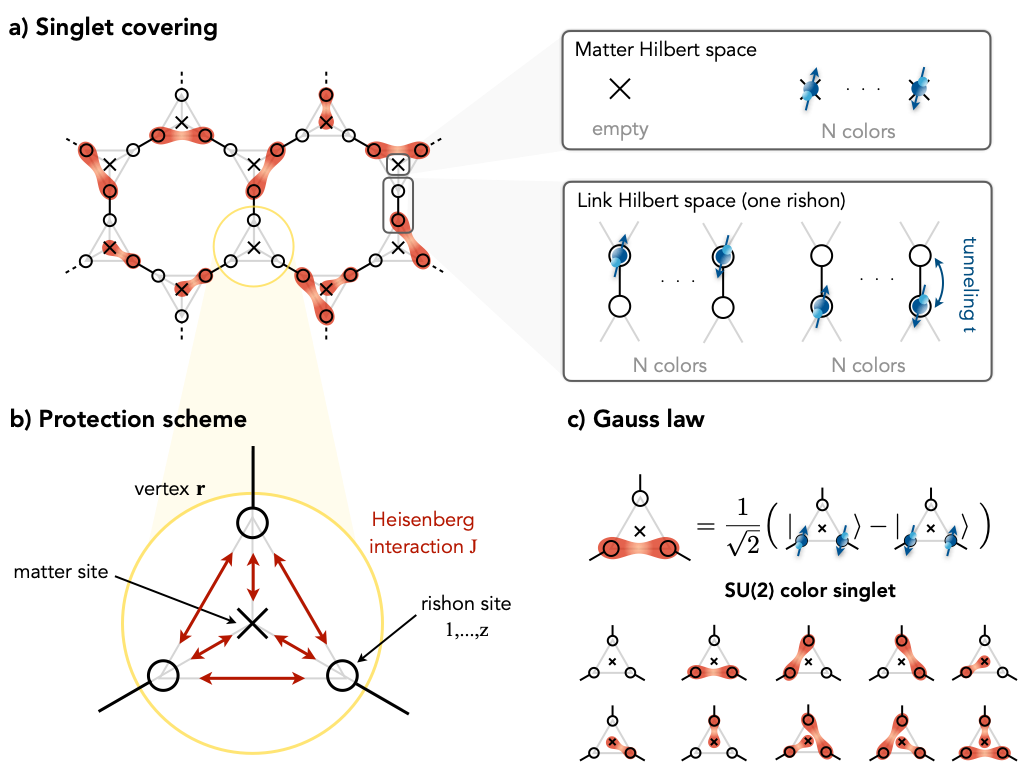 a) Singlet covering
Matter Hilbert space
empty
. . .
N colors
Link Hilbert space (one rishon)
. . .
. . .
tunneling t
N colors
N colors
b) Protection scheme
vertex r
Heisenberg
interaction J
matter site
rishon site
1,...,z
c) Gauss law
= 1/√2 ( | ⟩ − | ⟩ )
SU(2) color singlet